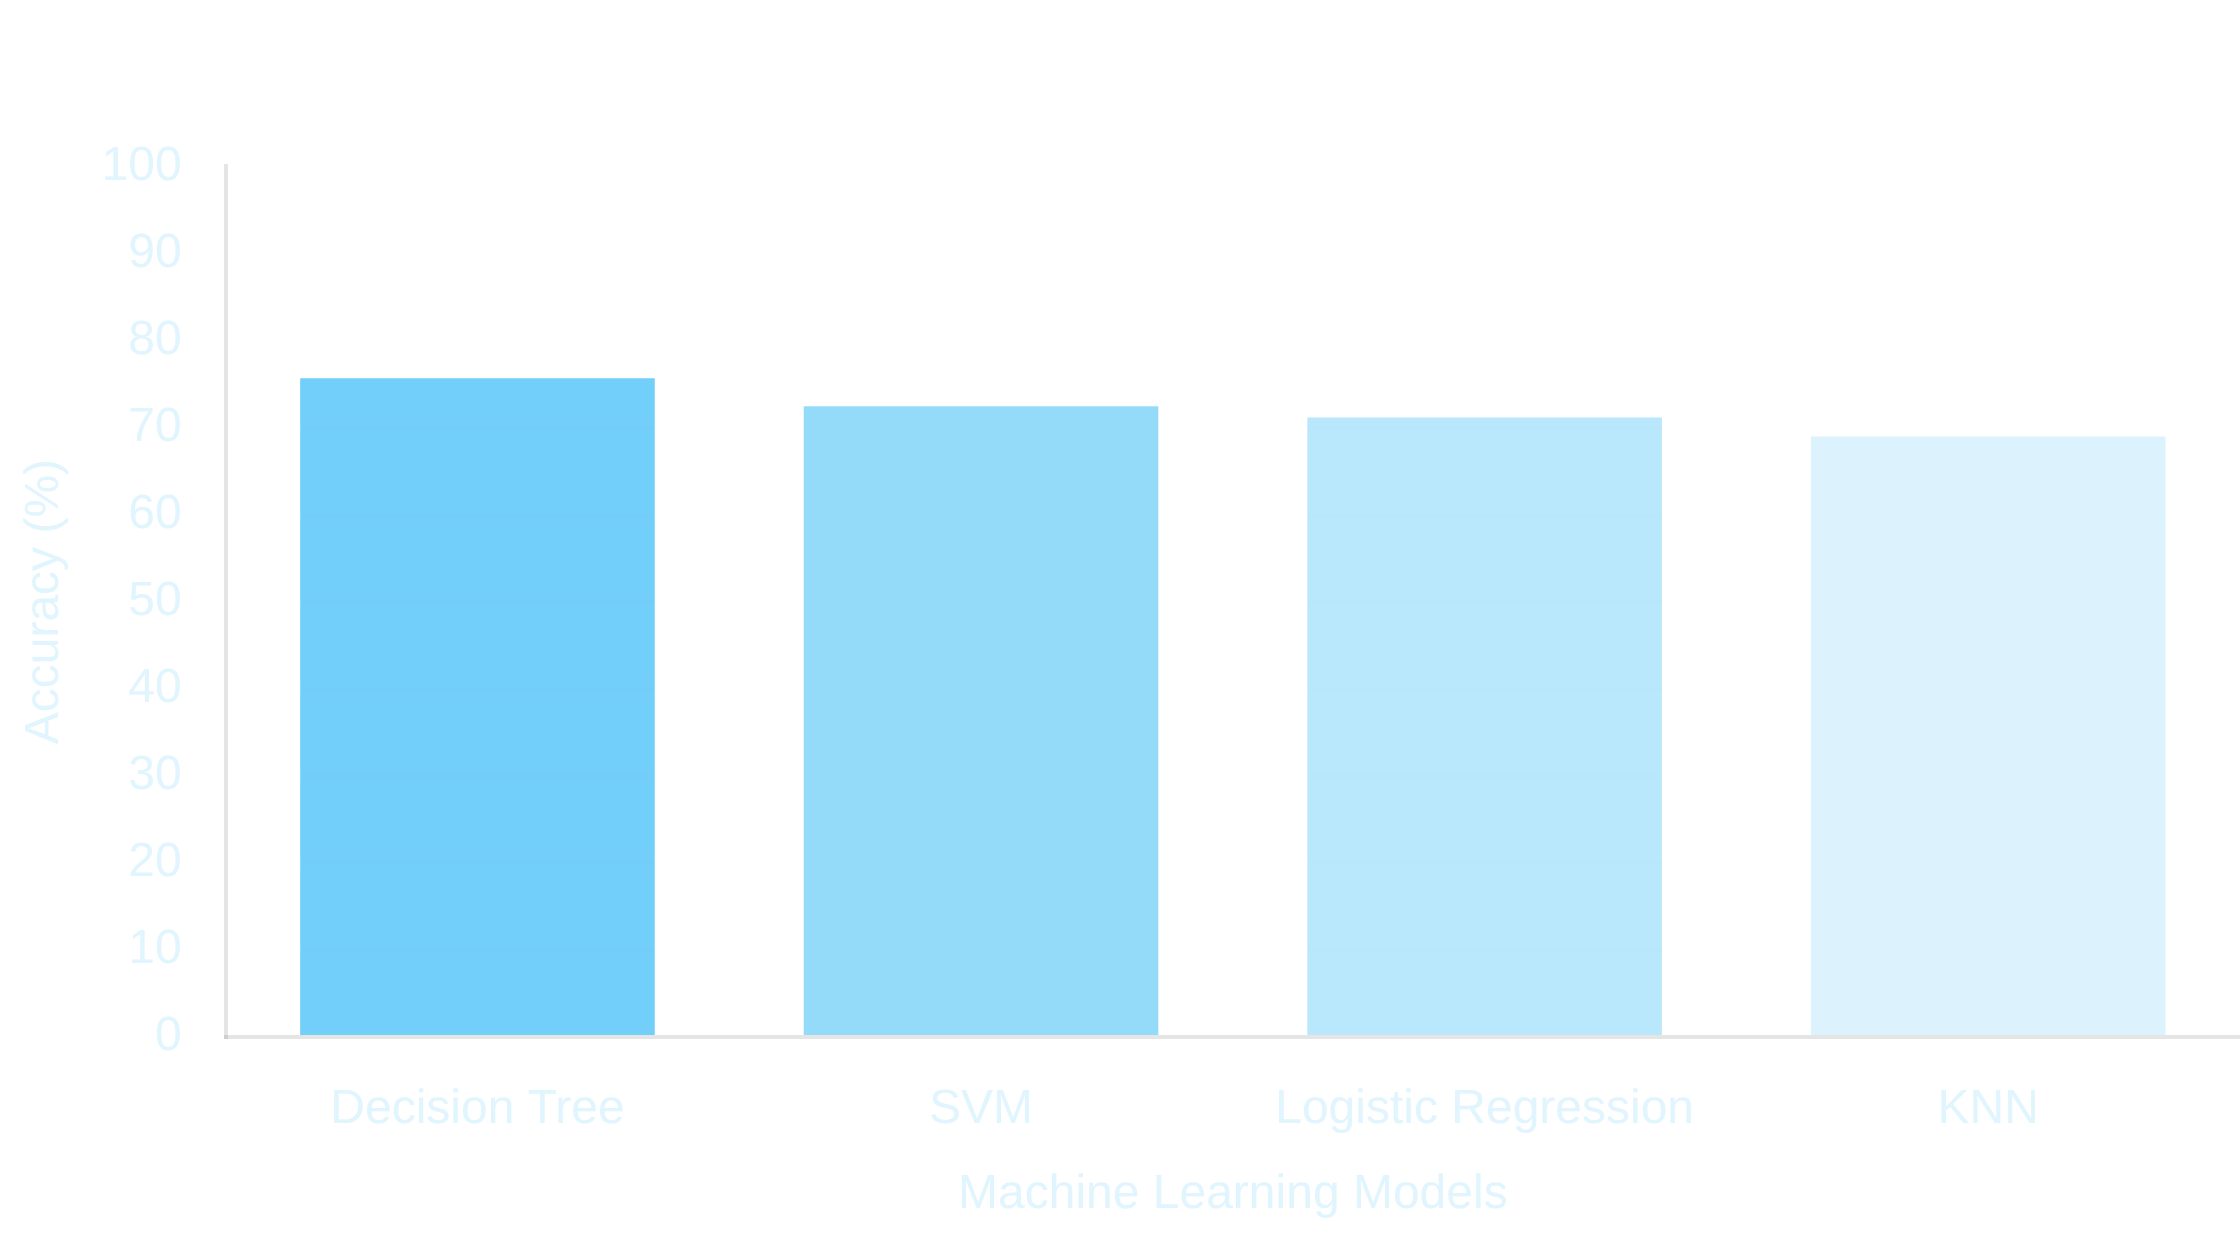 100
90
80
70
60
50
40
30
20
10
0
Accuracy (%)
Decision Tree
SVM
Logistic Regression
KNN
Machine Learning Models